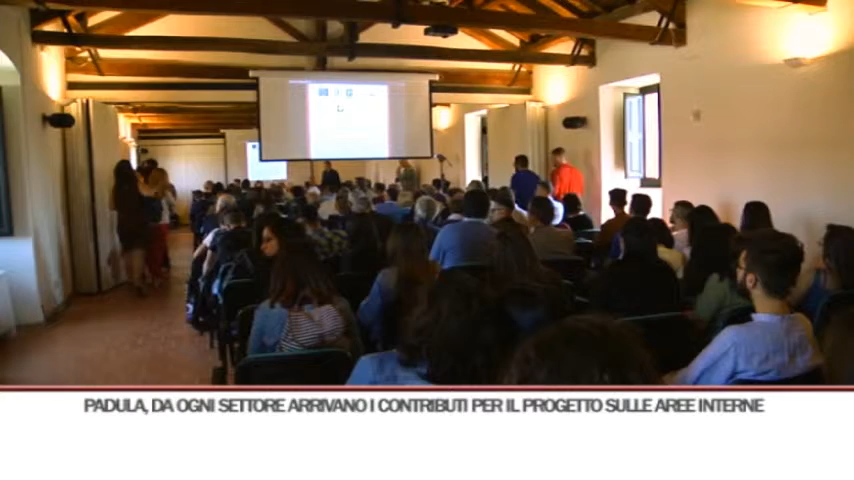 PADULA, DA OGNI SETTORE ARRIVANO I CONTRIBUTI PER IL PROGETTO SULLE AREE INTERNE